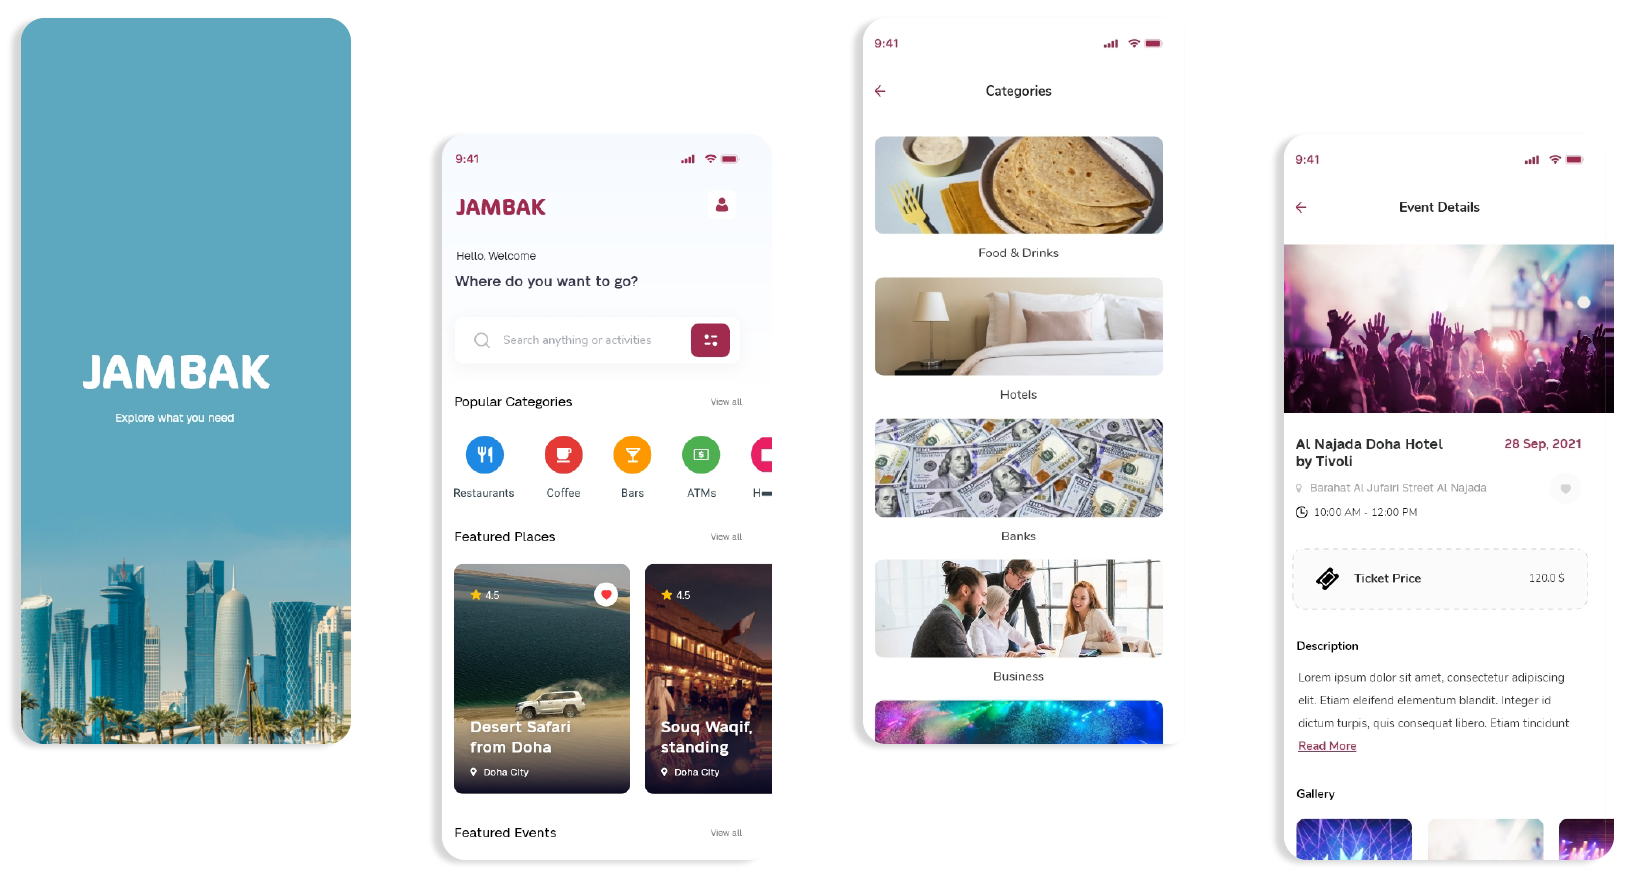 JAMBAK
Explore what you need
9:41
JAMBAK
Hello, Welcome
Where do you want to go?
Search anything or activities
Popular Categories
View all
Restaurants
Coffee
Bars
ATMs
Featured Places
View all
4.5
Desert Safari
from Doha
Doha City
4.5
Souq Waqif,
standing
Doha City
Featured Events
View all
9:41
Categories
Food & Drinks
Hotels
Banks
Business
9:41
Event Details
Al Najada Doha Hotel
by Tivoli
28 Sep, 2021
Barahat Al Jufairi Street Al Najada
10:00 AM - 12:00 PM
Ticket Price
120.0 $
Description
Lorem ipsum dolor sit amet, consectetur adipiscing
elit. Etiam eleifend elementum blandit. Integer id
dictum turpis, quis consequat libero. Etiam tincidunt
Read More
Gallery